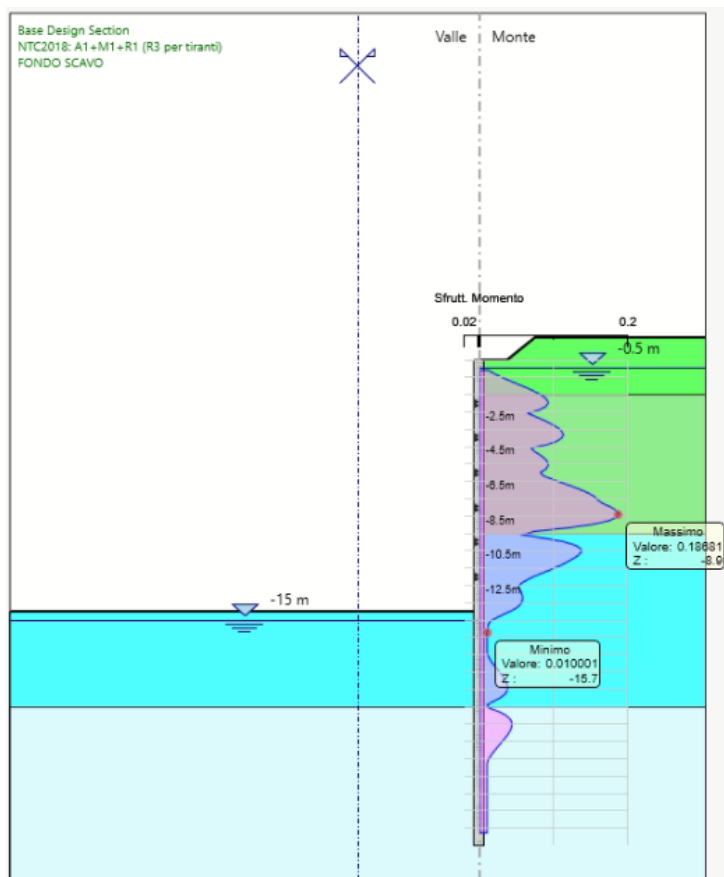 Base Design Section
NTC2018: A1+M1+R1 (R3 per tiranti)
FONDO SCAVO
Valle
Monte
Sfrutt. Momento
0.02
0.2
-0.5 m
-2.5m
-4.5m
-6.5m
-8.5m
Massimo
Valore: 0.18681
Z : -8.9
-10.5m
-12.5m
-15 m
Minimo
Valore: 0.010001
Z : -15.7